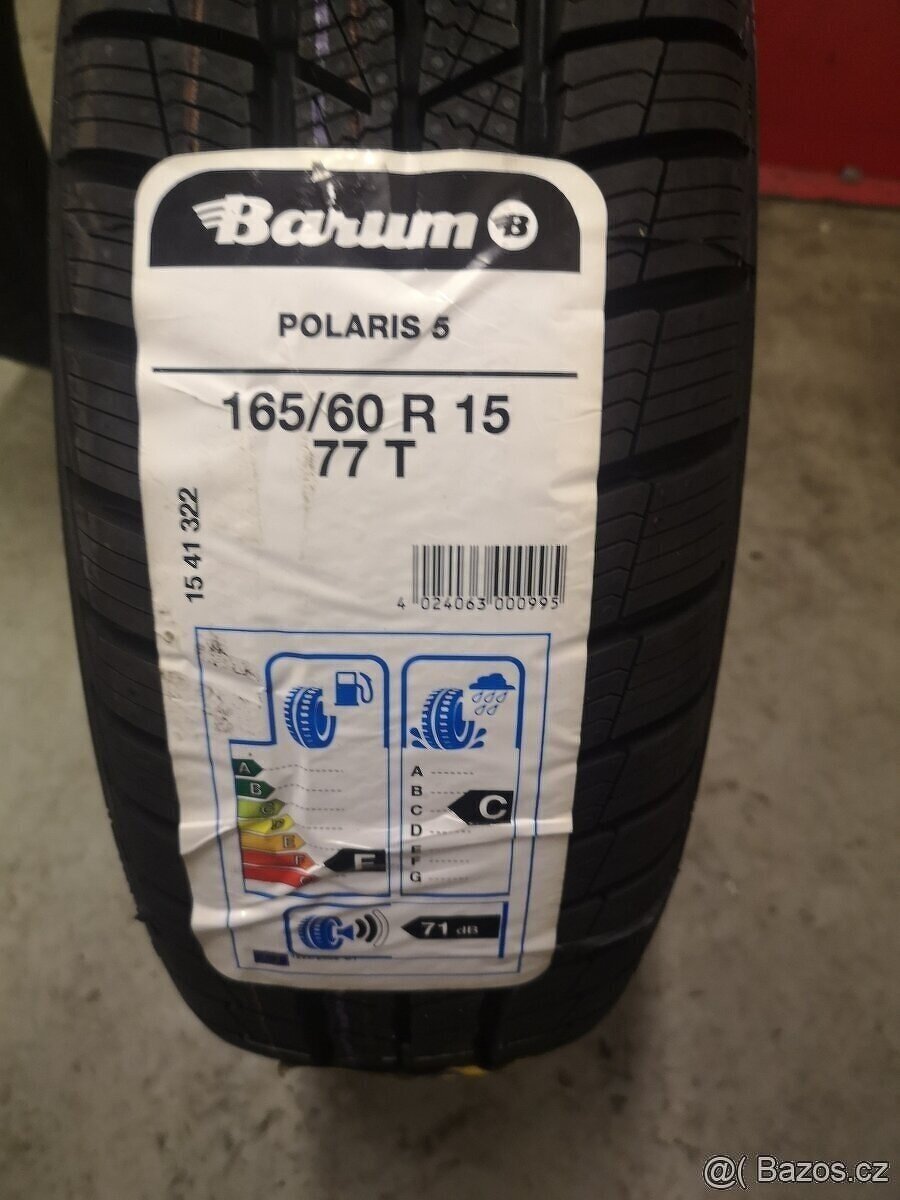 Barum B
POLARIS 5
165/60 R 15
77 T
15 41 322
4 024063 000995
A
B
C
D
E
F
A
B
C
D
E
F
G
C
71 dB
@( Bazos.cz